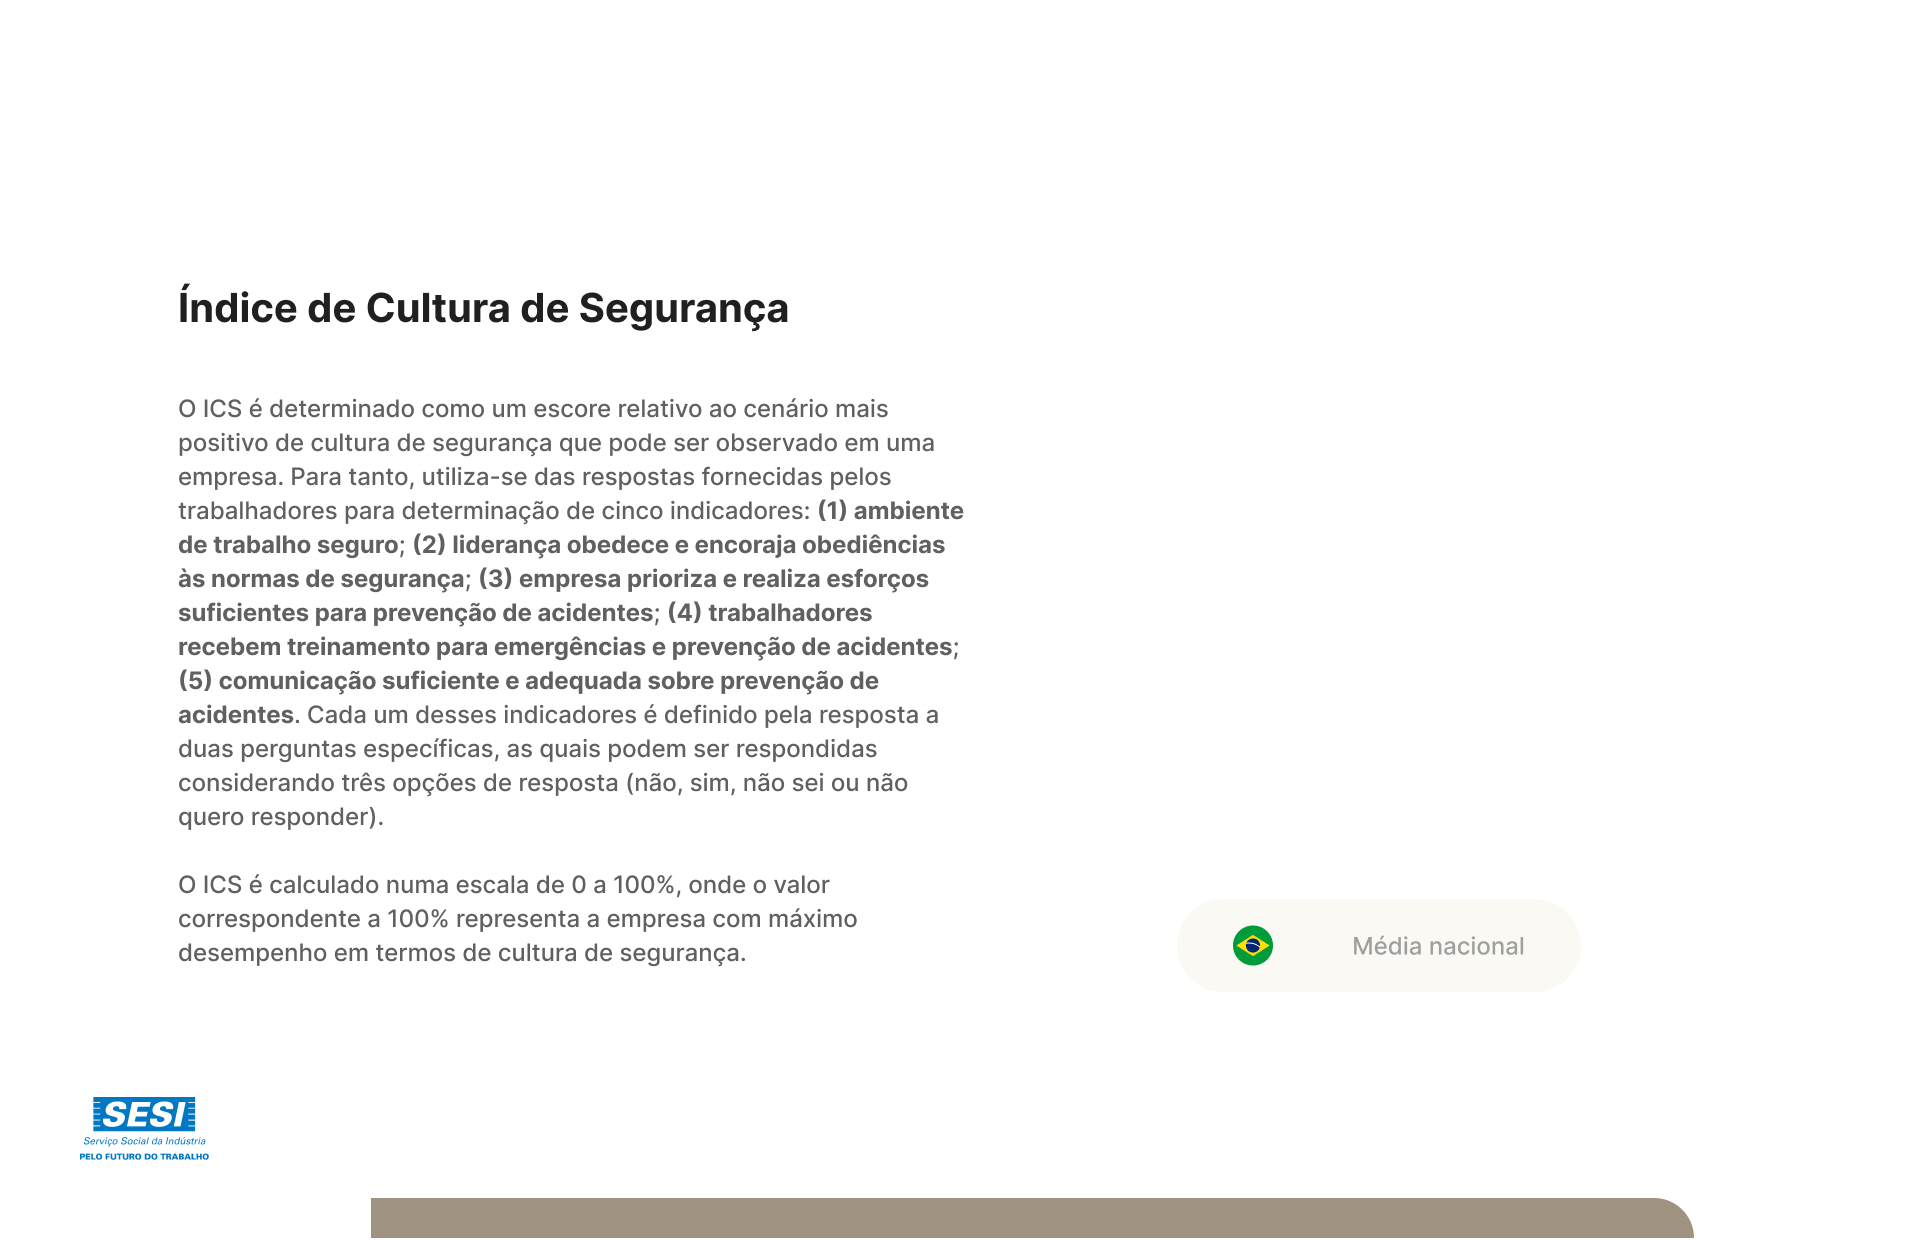 Índice de Cultura de Segurança
O ICS é determinado como um escore relativo ao cenário mais
positivo de cultura de segurança que pode ser observado em uma
empresa. Para tanto, utiliza-se das respostas fornecidas pelos
trabalhadores para determinação de cinco indicadores: (1) ambiente
de trabalho seguro; (2) liderança obedece e encoraja obediências
às normas de segurança; (3) empresa prioriza e realiza esforços
suficientes para prevenção de acidentes; (4) trabalhadores
recebem treinamento para emergências e prevenção de acidentes;
(5) comunicação suficiente e adequada sobre prevenção de
acidentes. Cada um desses indicadores é definido pela resposta a
duas perguntas específicas, as quais podem ser respondidas
considerando três opções de resposta (não, sim, não sei ou não
quero responder).
O ICS é calculado numa escala de 0 a 100%, onde o valor
correspondente a 100% representa a empresa com máximo
desempenho em termos de cultura de segurança.
Média nacional
SESI
Serviço Social da Indústria
PELO FUTURO DO TRABALHO